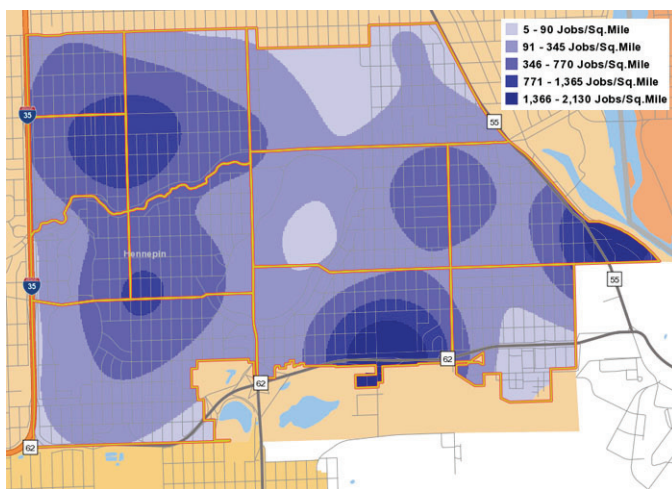 5 - 90 Jobs/Sq.Mile
91 - 345 Jobs/Sq.Mile
346 - 770 Jobs/Sq.Mile
771 - 1,365 Jobs/Sq.Mile
1,366 - 2,130 Jobs/Sq.Mile
35
55
Hennepin
35
55
62
62
62
62